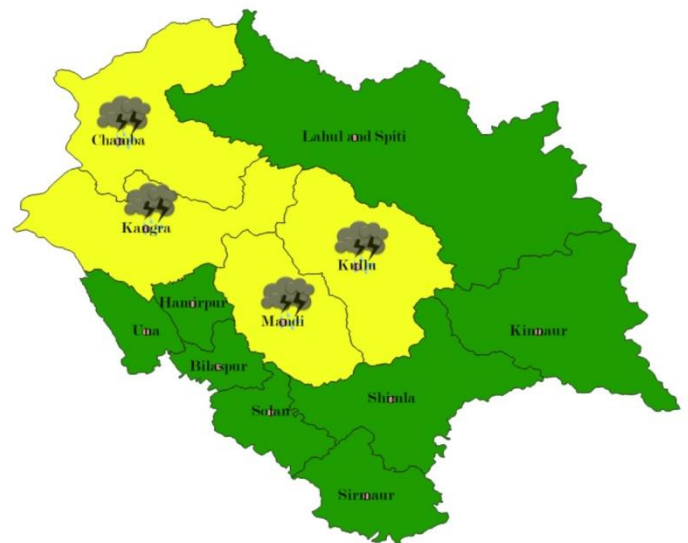 Chamba
Lahul and Spiti
Kangra
Kullu
Hamirpur
Mandi
Una
Kinnaur
Bilaspur
Shimla
Solan
Sirmaur